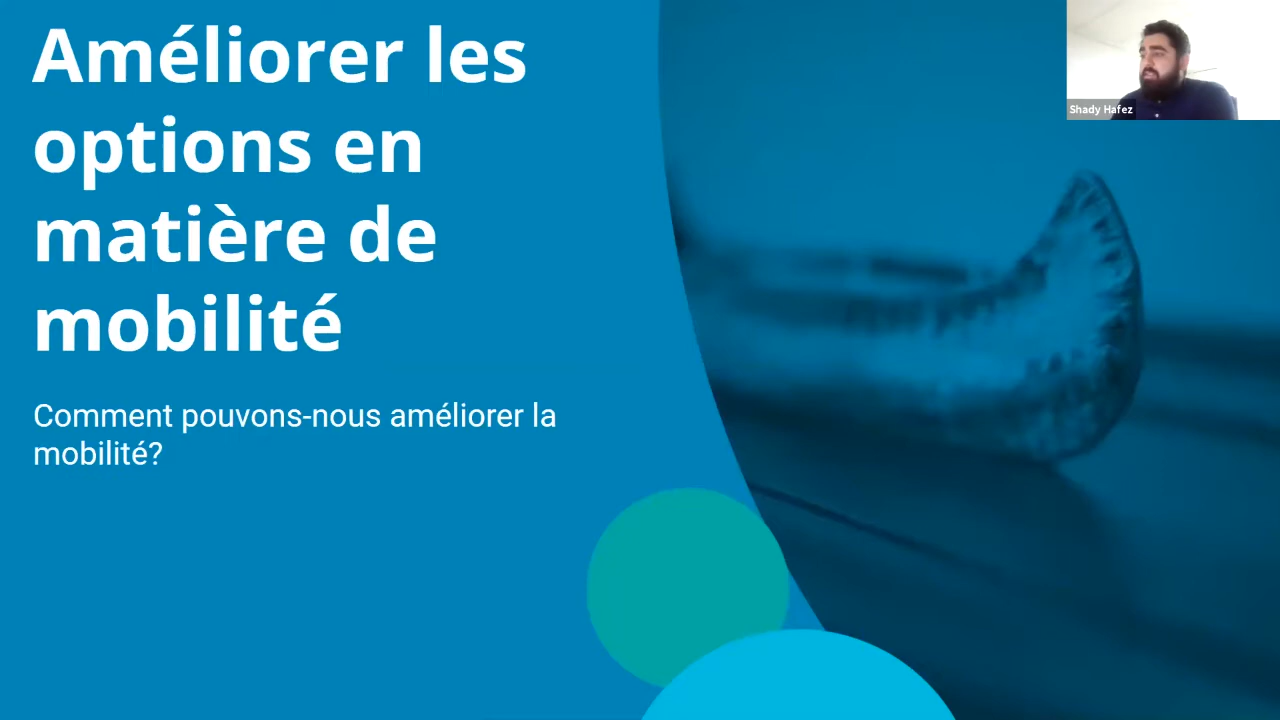 Améliorer les
options en
matière de
mobilité
Comment pouvons-nous améliorer la
mobilité?
Shady Hafez